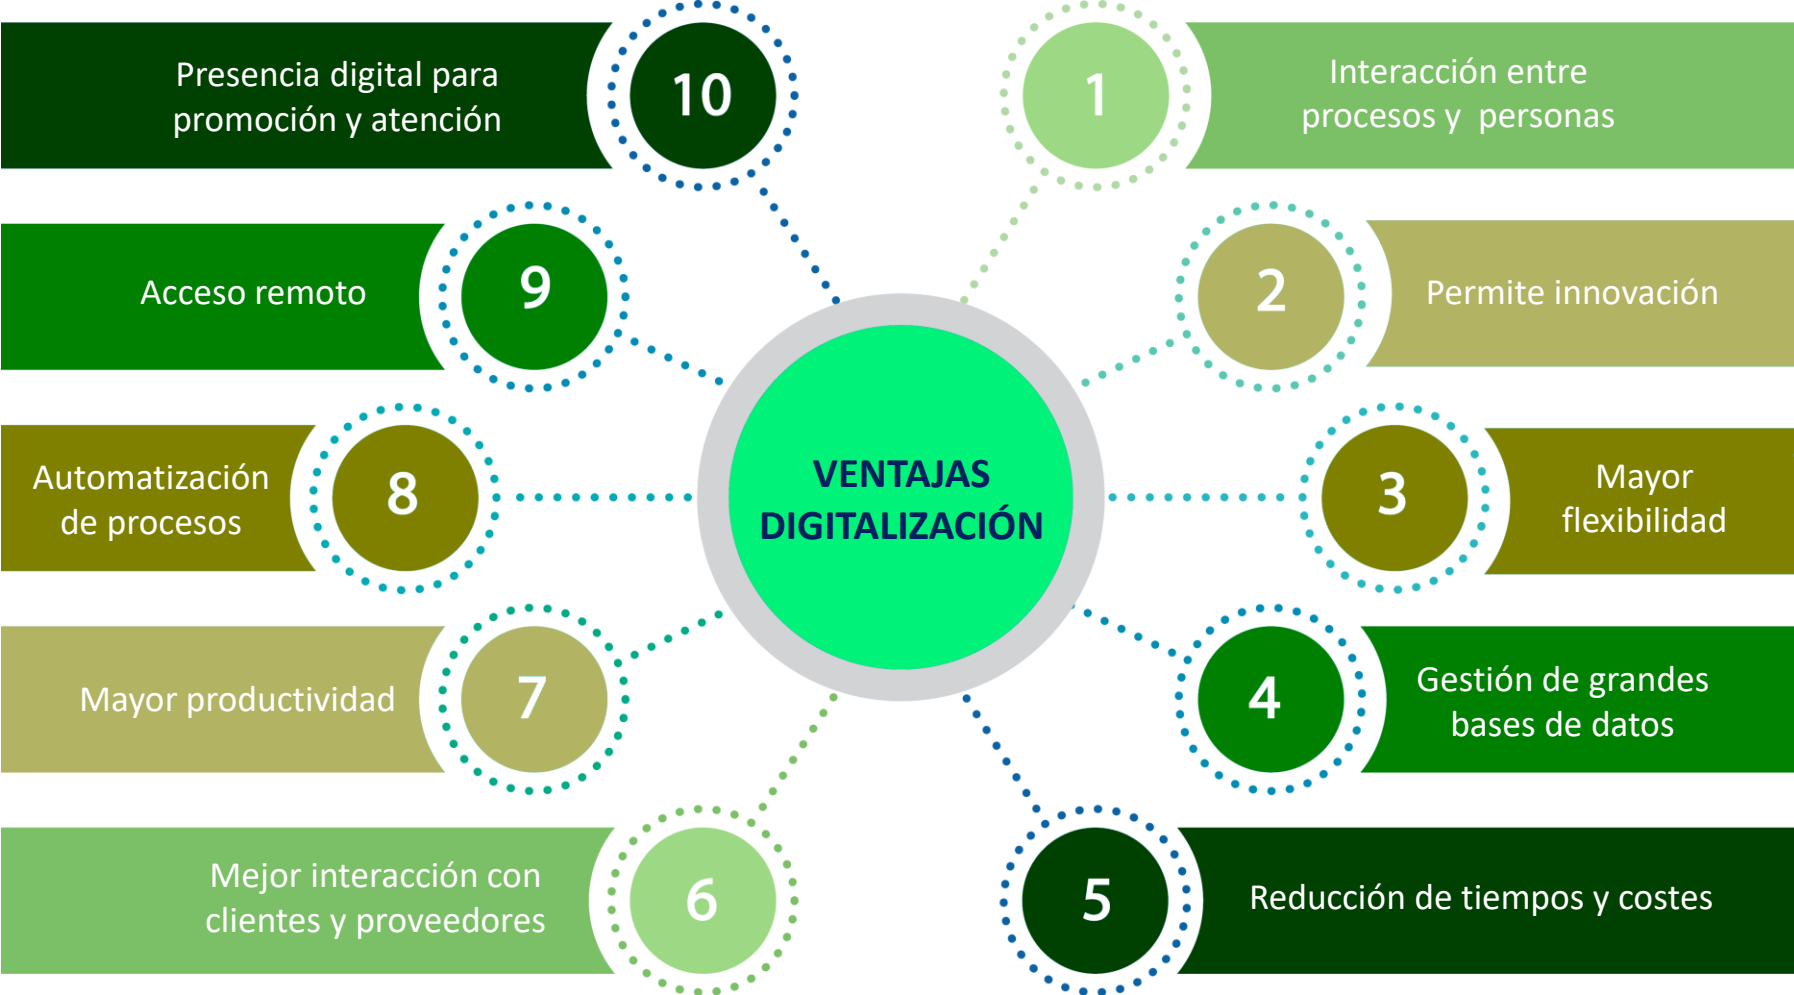 VENTAJAS
DIGITALIZACIÓN
1
Interacción entre
procesos y personas
2
Permite innovación
3
Mayor
flexibilidad
4
Gestión de grandes
bases de datos
5
Reducción de tiempos y costes
6
Mejor interacción con
clientes y proveedores
7
Mayor productividad
8
Automatización
de procesos
9
Acceso remoto
10
Presencia digital para
promoción y atención